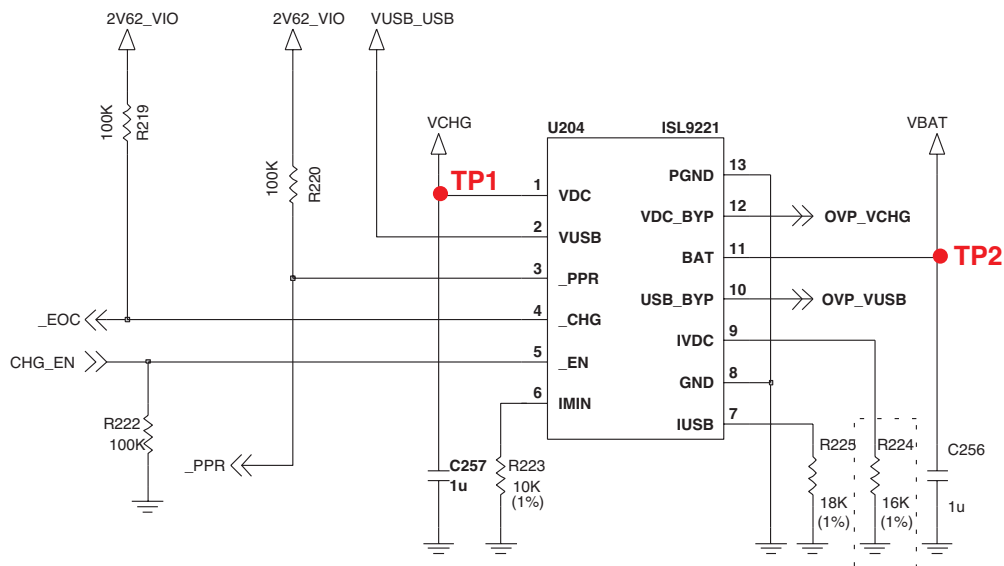 2V62_VIO
2V62_VIO
VUSB_USB
100K
R219
100K
R220
VCHG
TP1
U204
ISL9221
VBAT
TP2
1
VDC
2
VUSB
3
_PPR
4
_CHG
5
_EN
6
IMIN
PGND
13
VDC_BYP
12
OVP_VCHG
BAT
11
USB_BYP
10
OVP_VUSB
IVDC
9
GND
8
IUSB
7
_EOC
CHG_EN
R222
100K
_PPR
C257
1u
R223
10K
(1%)
R225
18K
(1%)
R224
16K
(1%)
C256
1u